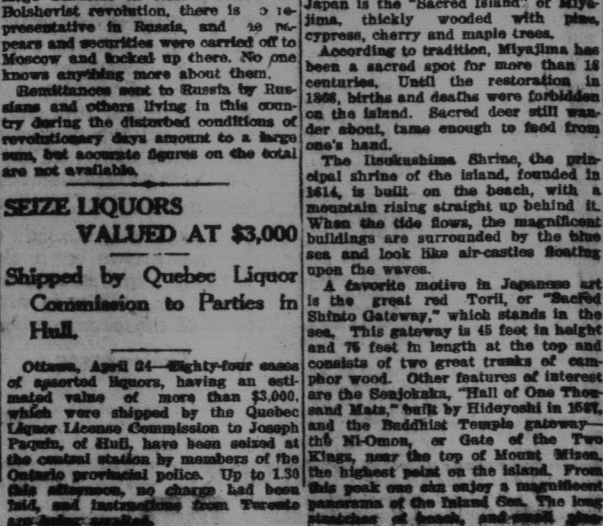 Bolshevist revolution, there is re-
presentative in Russia, and pa-
pears and securities were carried off to
Moscow and locked up there. No one
knows anything more about them.
Remittances sent to Russia by Rus-
sians and others living in this coun-
try during the disturbed conditions of
revolutionary days amount to a large
sum, but accurate figures on the total
are not available.
SEIZE LIQUORS
VALUED AT $3,000
Shipped by Quebec Liquor
Commission to Parties in
Hull.
Ottawa, April 24—Eighty-four cases
of assorted liquors, having an esti-
mated value of more than $3,000,
which were shipped by the Quebec
Liquor License Commission to Joseph
Paquin, of Hull, have been seized at
the central station by members of the
Ontario provincial police. Up to 1.30
this afternoon, no charge had been
laid, and instructions from Toronto
are being awaited.
Japan is the "Sacred Island" of Miya-
jima, thickly wooded with pine,
cypress, cherry and maple trees.
According to tradition, Miyajima has
been a sacred spot for more than 18
centuries. Until the restoration in
1868, births and deaths were forbidden
on the island. Sacred deer still wan-
der about, tame enough to feed from
one's hand.
The Itsukushima Shrine, the prin-
cipal shrine of the island, founded in
1614, is built on the beach, with a
mountain rising straight up behind it.
When the tide flows, the magnificent
buildings are surrounded by the blue
sea and look like air-castles floating
upon the waves.
A favorite motive in Japanese art
is the great red Torii, or "Sacred
Shinto Gateway," which stands in the
sea. This gateway is 45 feet in height
and 76 feet in length at the top and
consists of two great trunks of cam-
phor wood. Other features of interest
are the Senjokaku, "Hall of One Thou-
sand Mats," built by Hideyoshi in 1587,
and the Buddhist Temple gateway—
the Ni-Omon, or Gate of the Two
Kings, near the top of Mount Misen,
the highest point on the island. From
this peak one can enjoy a magnificent
panorama of the Inland Sea. The long
stretches of beach, and